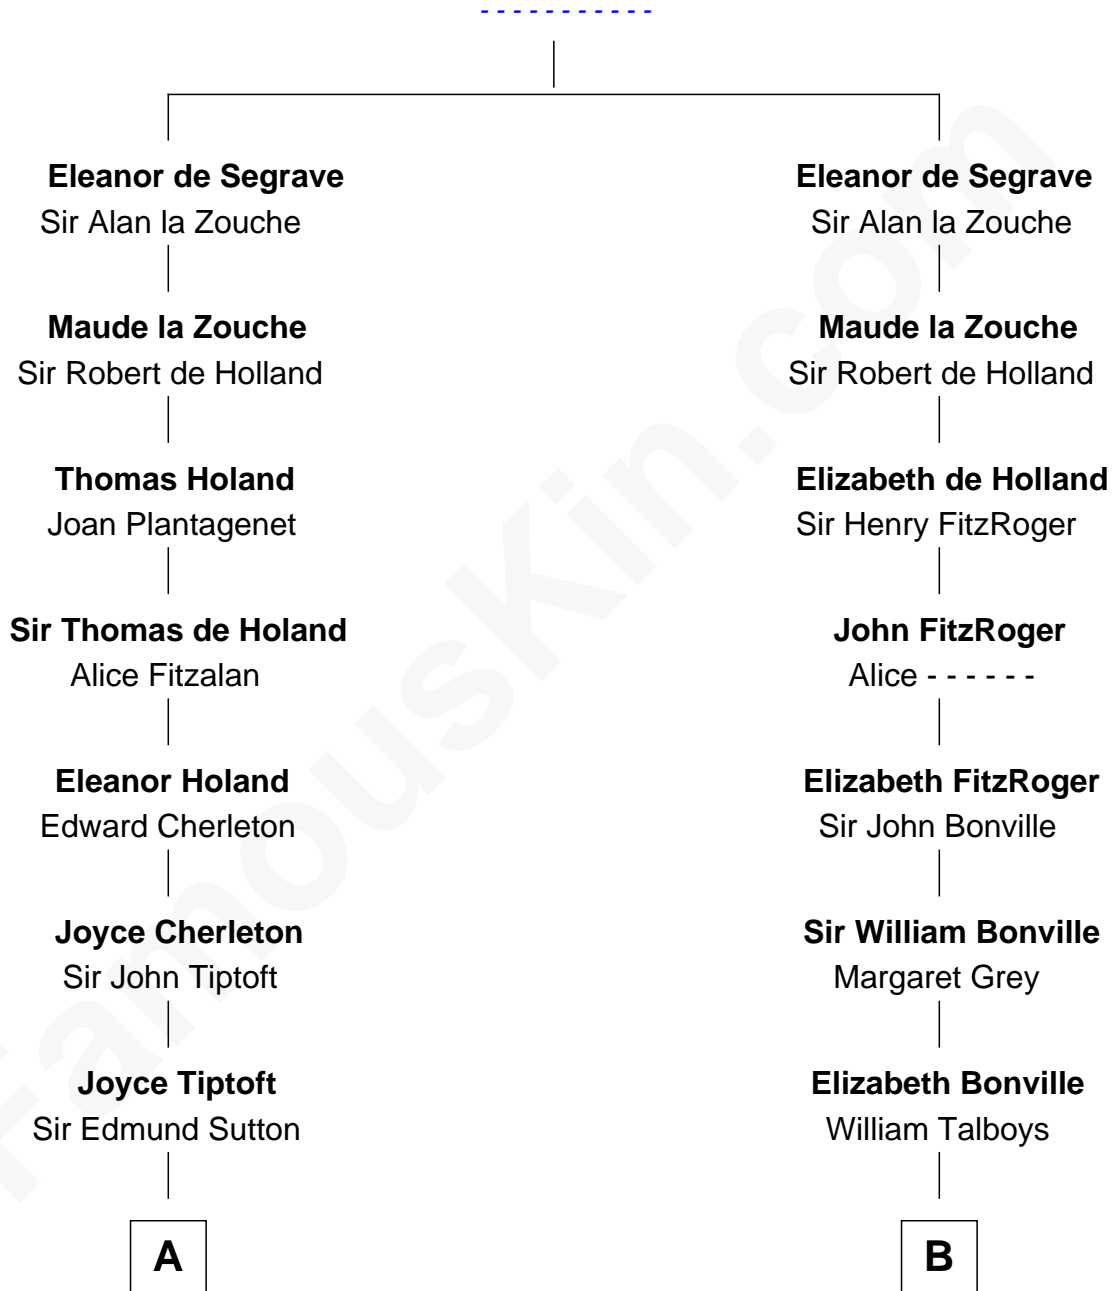 - - - - - - - - - - -
Eleanor de Segrave
Sir Alan la Zouche
Maude la Zouche
Sir Robert de Holland
Thomas Holand
Joan Plantagenet
Sir Thomas de Holand
Alice Fitzalan
Eleanor Holand
Edward Cherleton
Joyce Cherleton
Sir John Tiptoft
Joyce Tiptoft
Sir Edmund Sutton
A
Eleanor de Segrave
Sir Alan la Zouche
Maude la Zouche
Sir Robert de Holland
Elizabeth de Holland
Sir Henry FitzRoger
John FitzRoger
Alice - - - - - -
Elizabeth FitzRoger
Sir John Bonville
Sir William Bonville
Margaret Grey
Elizabeth Bonville
William Talboys
B
FamousKin.com